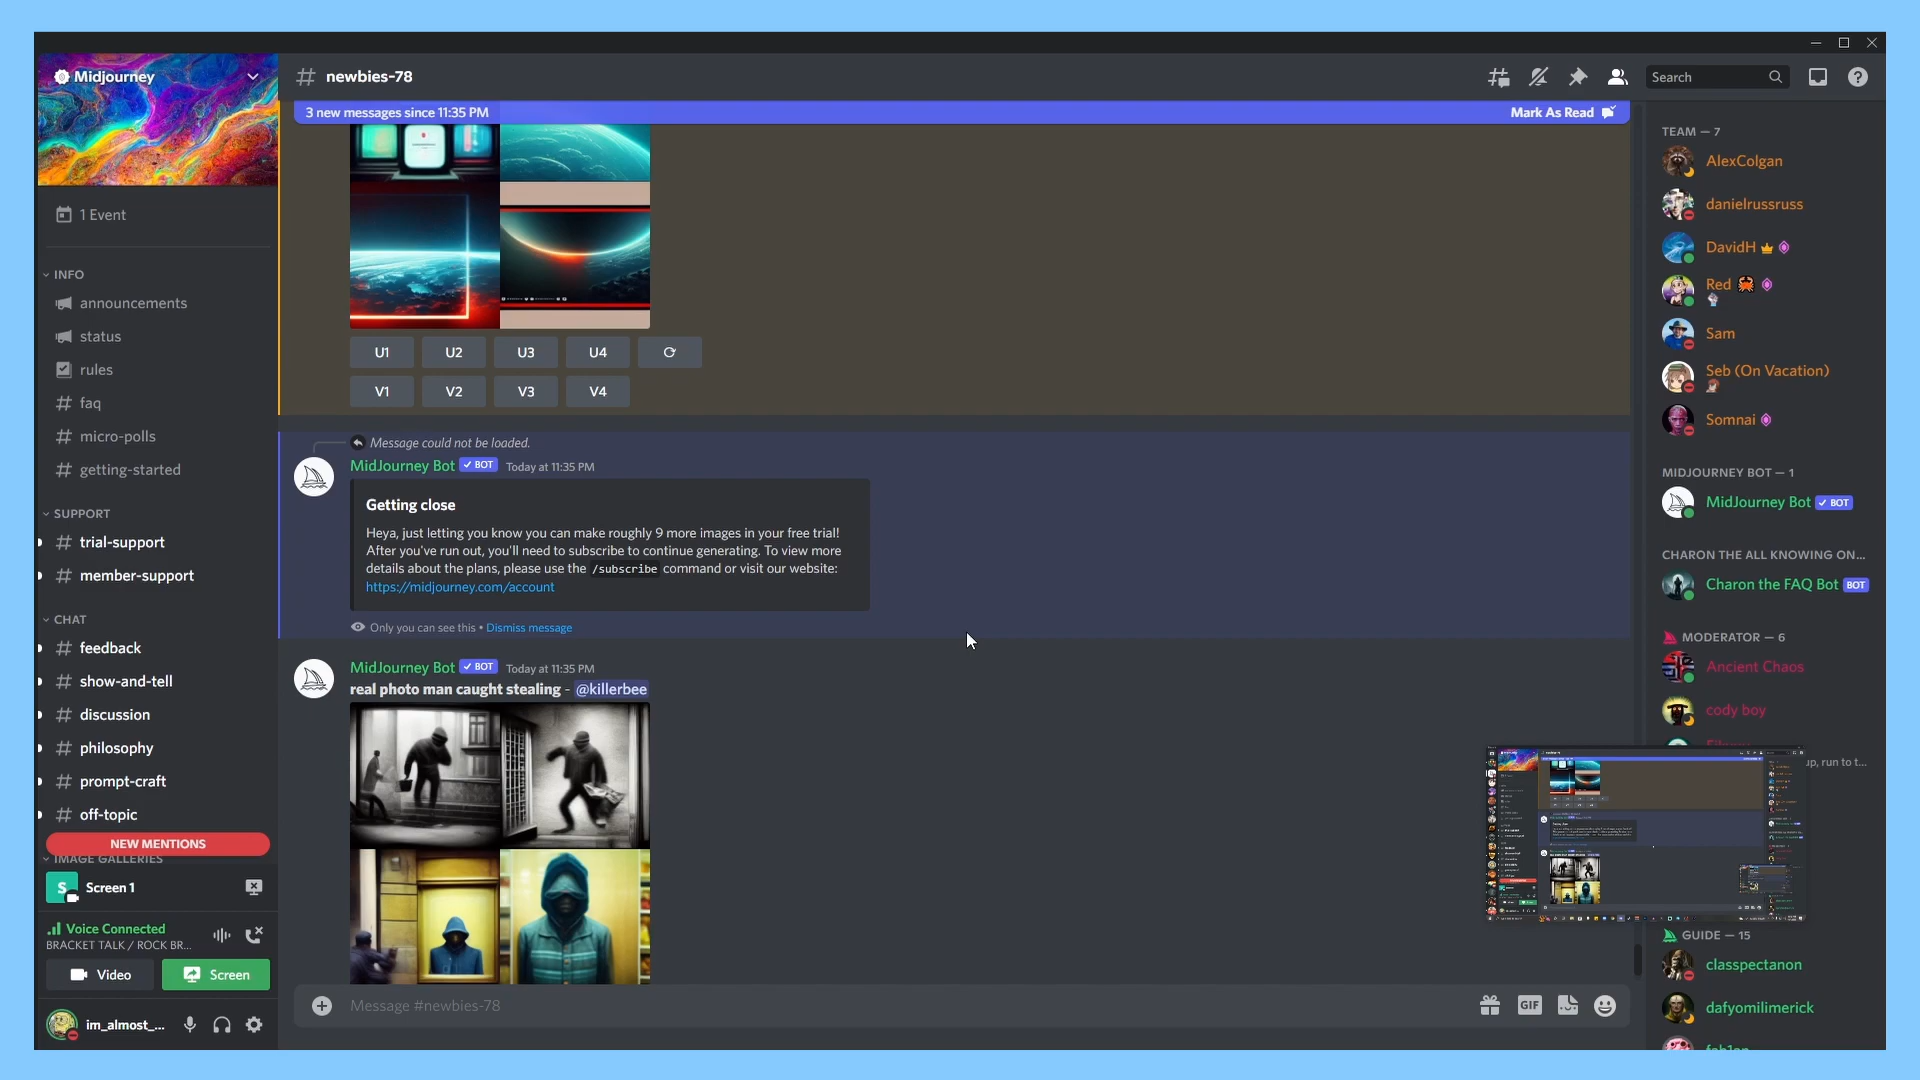 Midjourney
1 Event
INFO
announcements
status
rules
faq
micro-polls
getting-started
SUPPORT
trial-support
member-support
CHAT
feedback
show-and-tell
discussion
philosophy
prompt-craft
off-topic
NEW MENTIONS
IMAGE GALLERIES
S
Screen 1
Voice Connected
BRACKET TALK / ROCK BR...
Video
Screen
im_almost_...
newbies-78
Search
3 new messages since 11:35 PM
Mark As Read
U1 U2 U3 U4
V1 V2 V3 V4
Message could not be loaded.
MidJourney Bot BOT Today at 11:35 PM
Getting close
Heya, just letting you know you can make roughly 9 more images in your free trial!
After you've run out, you'll need to subscribe to continue generating. To view more
details about the plans, please use the /subscribe command or visit our website:
https://midjourney.com/account
Only you can see this • Dismiss message
MidJourney Bot BOT Today at 11:35 PM
real photo man caught stealing - @killerbee
Message #newbies-78
GIF
TEAM — 7
AlexColgan
danielrussruss
DavidH
Red
Sam
Seb (On Vacation)
Somnai
MIDJOURNEY BOT — 1
MidJourney Bot BOT
CHARON THE ALL KNOWING ON...
Charon the FAQ Bot BOT
MODERATOR — 6
Ancient Chaos
cody boy
up, run to t...
GUIDE — 15
classpectanon
dafyomilimerick